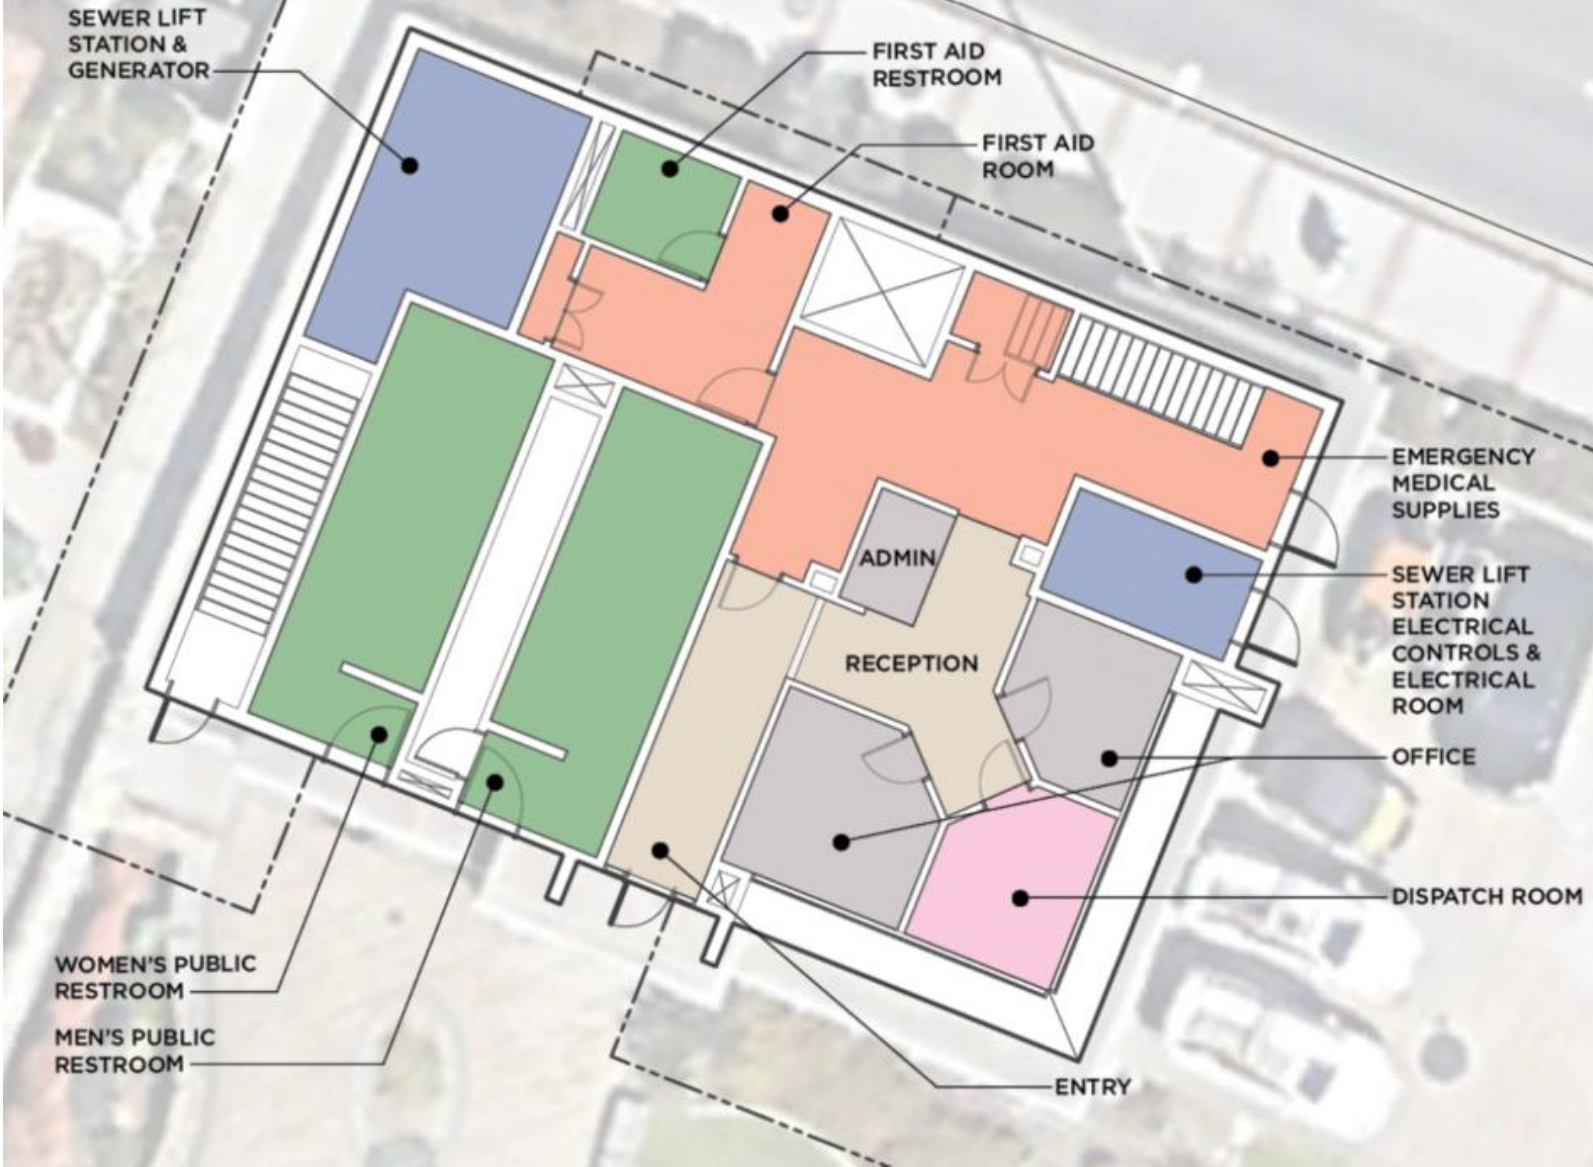 SEWER LIFT
STATION &
GENERATOR
FIRST AID
RESTROOM
FIRST AID
ROOM
EMERGENCY
MEDICAL
SUPPLIES
ADMIN
SEWER LIFT
STATION
ELECTRICAL
CONTROLS &
ELECTRICAL
ROOM
RECEPTION
OFFICE
DISPATCH ROOM
WOMEN'S PUBLIC
RESTROOM
MEN'S PUBLIC
RESTROOM
ENTRY